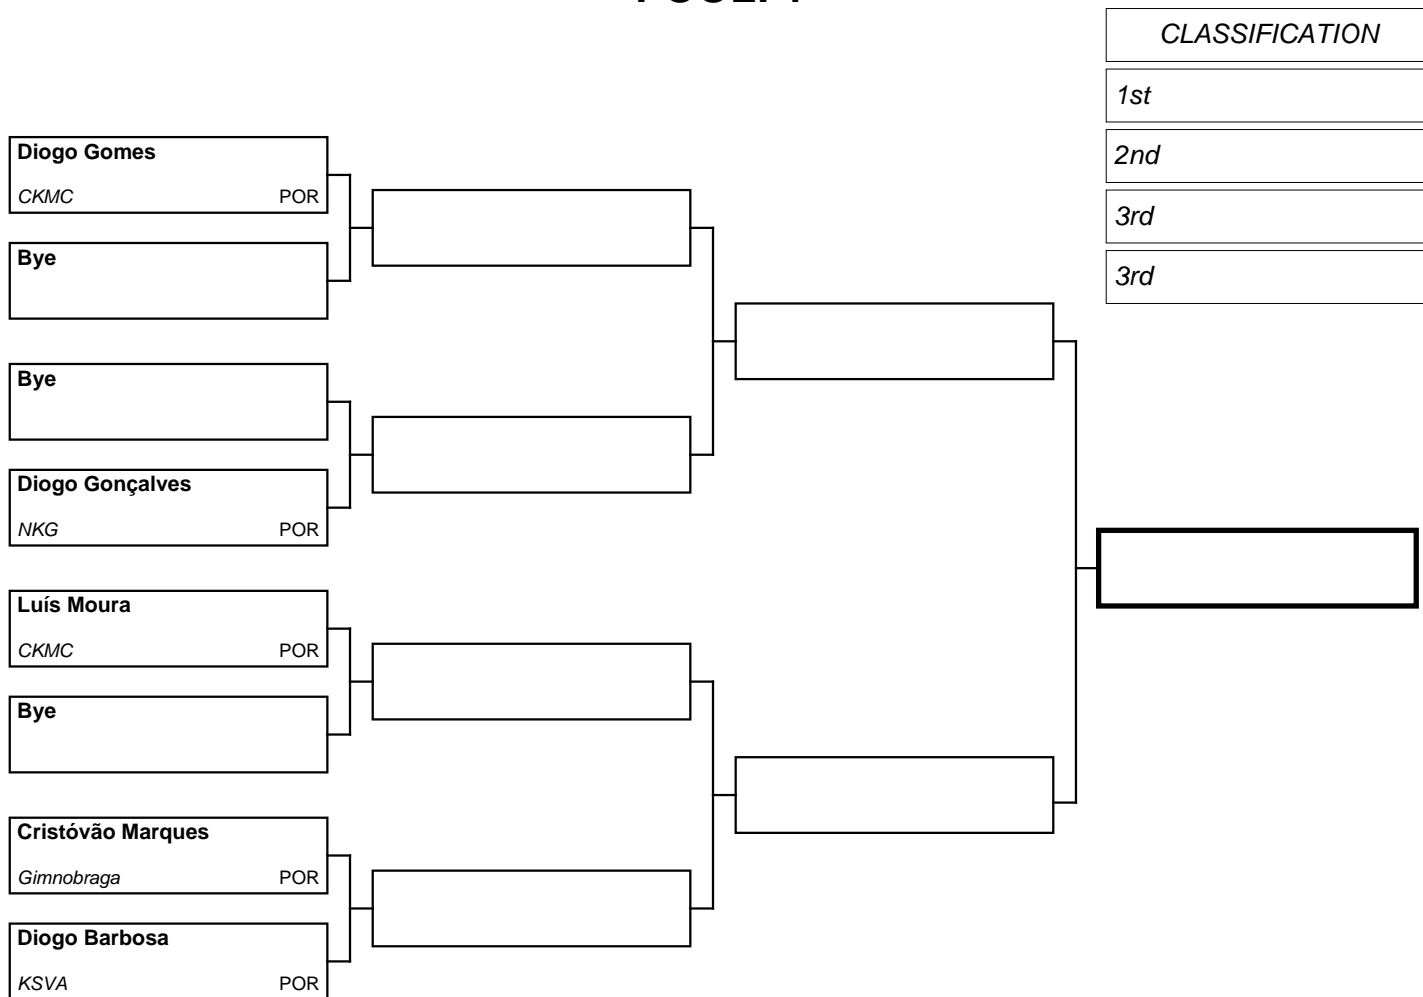 CLASSIFICATION
1st
2nd
3rd
3rd
Diogo Gomes
CKMC POR
Bye
Bye
Diogo Gonçalves
NKG POR
Luís Moura
CKMC POR
Bye
Cristóvão Marques
Gimnobraga POR
Diogo Barbosa
KSVA POR